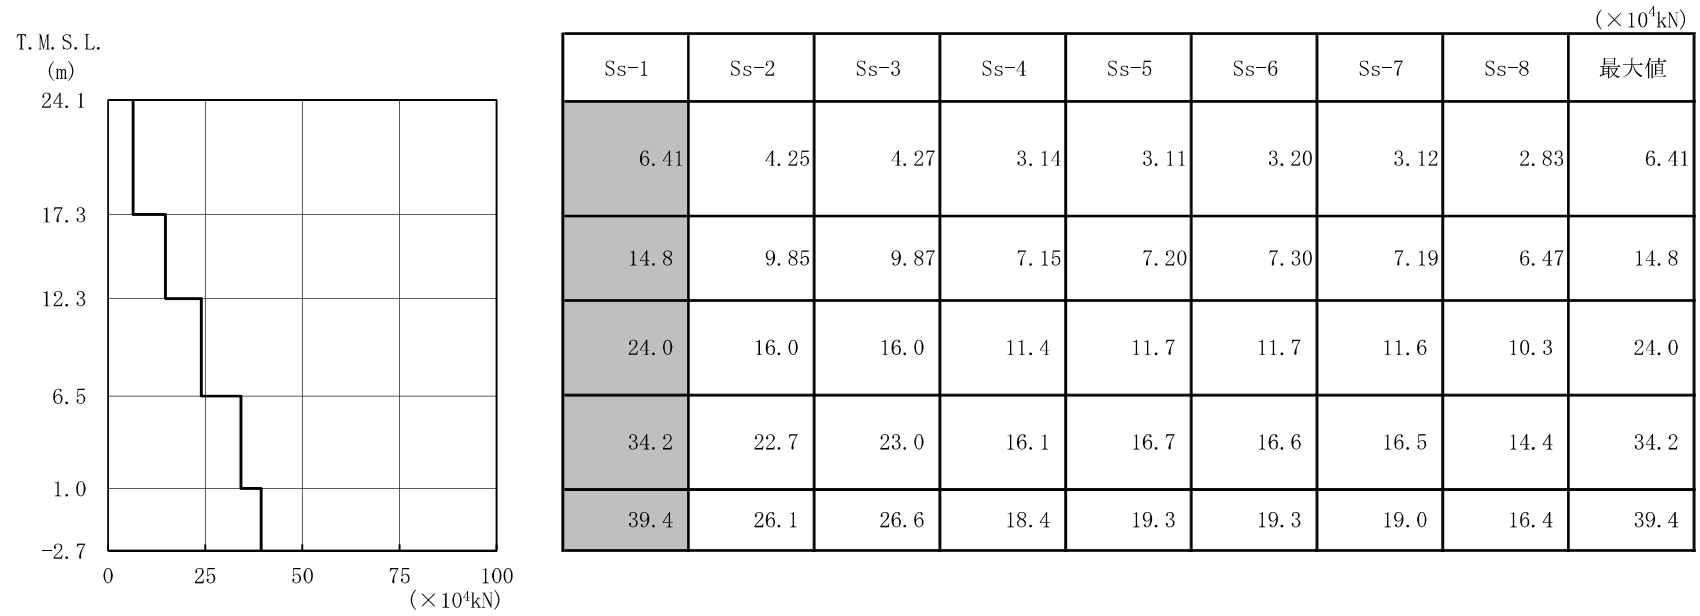 T.M.S.L.
(m)
24.1
17.3
12.3
6.5
1.0
-2.7
0 25 50 75 100
(×10⁴kN)
(×10⁴kN)
Ss-1 Ss-2 Ss-3 Ss-4 Ss-5 Ss-6 Ss-7 Ss-8 最大値
6.41 4.25 4.27 3.14 3.11 3.20 3.12 2.83 6.41
14.8 9.85 9.87 7.15 7.20 7.30 7.19 6.47 14.8
24.0 16.0 16.0 11.4 11.7 11.7 11.6 10.3 24.0
34.2 22.7 23.0 16.1 16.7 16.6 16.5 14.4 34.2
39.4 26.1 26.6 18.4 19.3 19.3 19.0 16.4 39.4